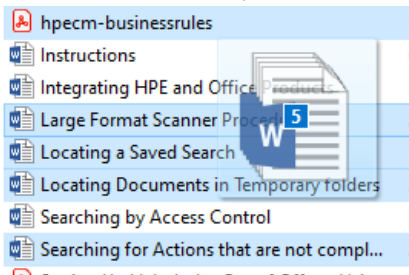 hpecm-businessrules
Instructions
Integrating HPE and Office Products
Large Format Scanner
5
W
Locating a Saved Search
Locating Documents in Temporary folders
Searching by Access Control
Searching for Actions that are not compl...